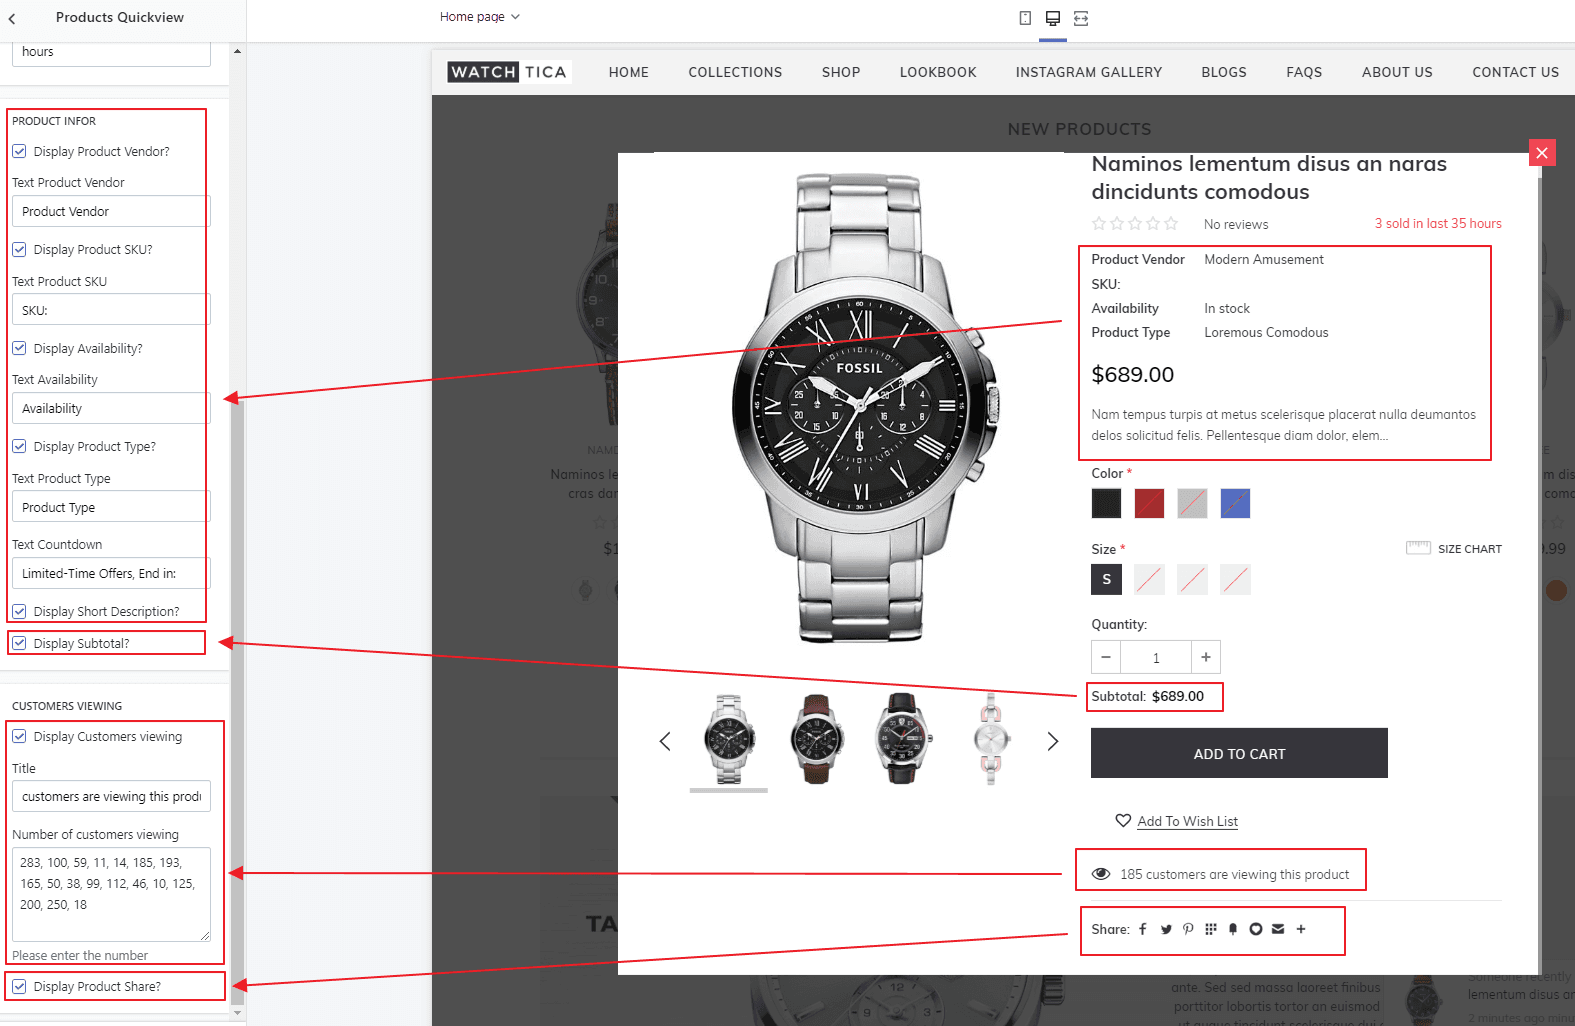 Products Quickview
Home page
hours
PRODUCT INFOR
Display Product Vendor?
Text Product Vendor
Product Vendor
Display Product SKU?
Text Product SKU
SKU:
Display Availability?
Text Availability
Availability
Display Product Type?
Text Product Type
Product Type
Text Countdown
Limited-Time Offers, End in:
Display Short Description?
Display Subtotal?
CUSTOMERS VIEWING
Display Customers viewing
Title
customers are viewing this produ
Number of customers viewing
283, 100, 59, 11, 14, 185, 193,
165, 50, 38, 99, 112, 46, 10, 125,
200, 250, 18
Please enter the number
Display Product Share?
WATCHTICA HOME COLLECTIONS SHOP LOOKBOOK INSTAGRAM GALLERY BLOGS FAQS ABOUT US CONTACT US
NEW PRODUCTS
NAM
Naminos le
cras dar
$1
TA
FOSSIL
Naminos lementum disus an naras
dincidunts comodous
No reviews 3 sold in last 35 hours
Product Vendor Modern Amusement
SKU:
Availability In stock
Product Type Loremous Comodous
$689.00
Nam tempus turpis at metus scelerisque placerat nulla deumantos
delos solicitud felis. Pellentesque diam dolor, elem...
Color *
Size * SIZE CHART
S
Quantity:
− 1 +
Subtotal: $689.00
ADD TO CART
Add To Wish List
185 customers are viewing this product
Share:
E
m dis
como
9.99
ante. Sed sed massa laoreet finibus
porttitor lobortis tortor an euismod
Someone recently
lementum disus ar
2 minutes ago minu